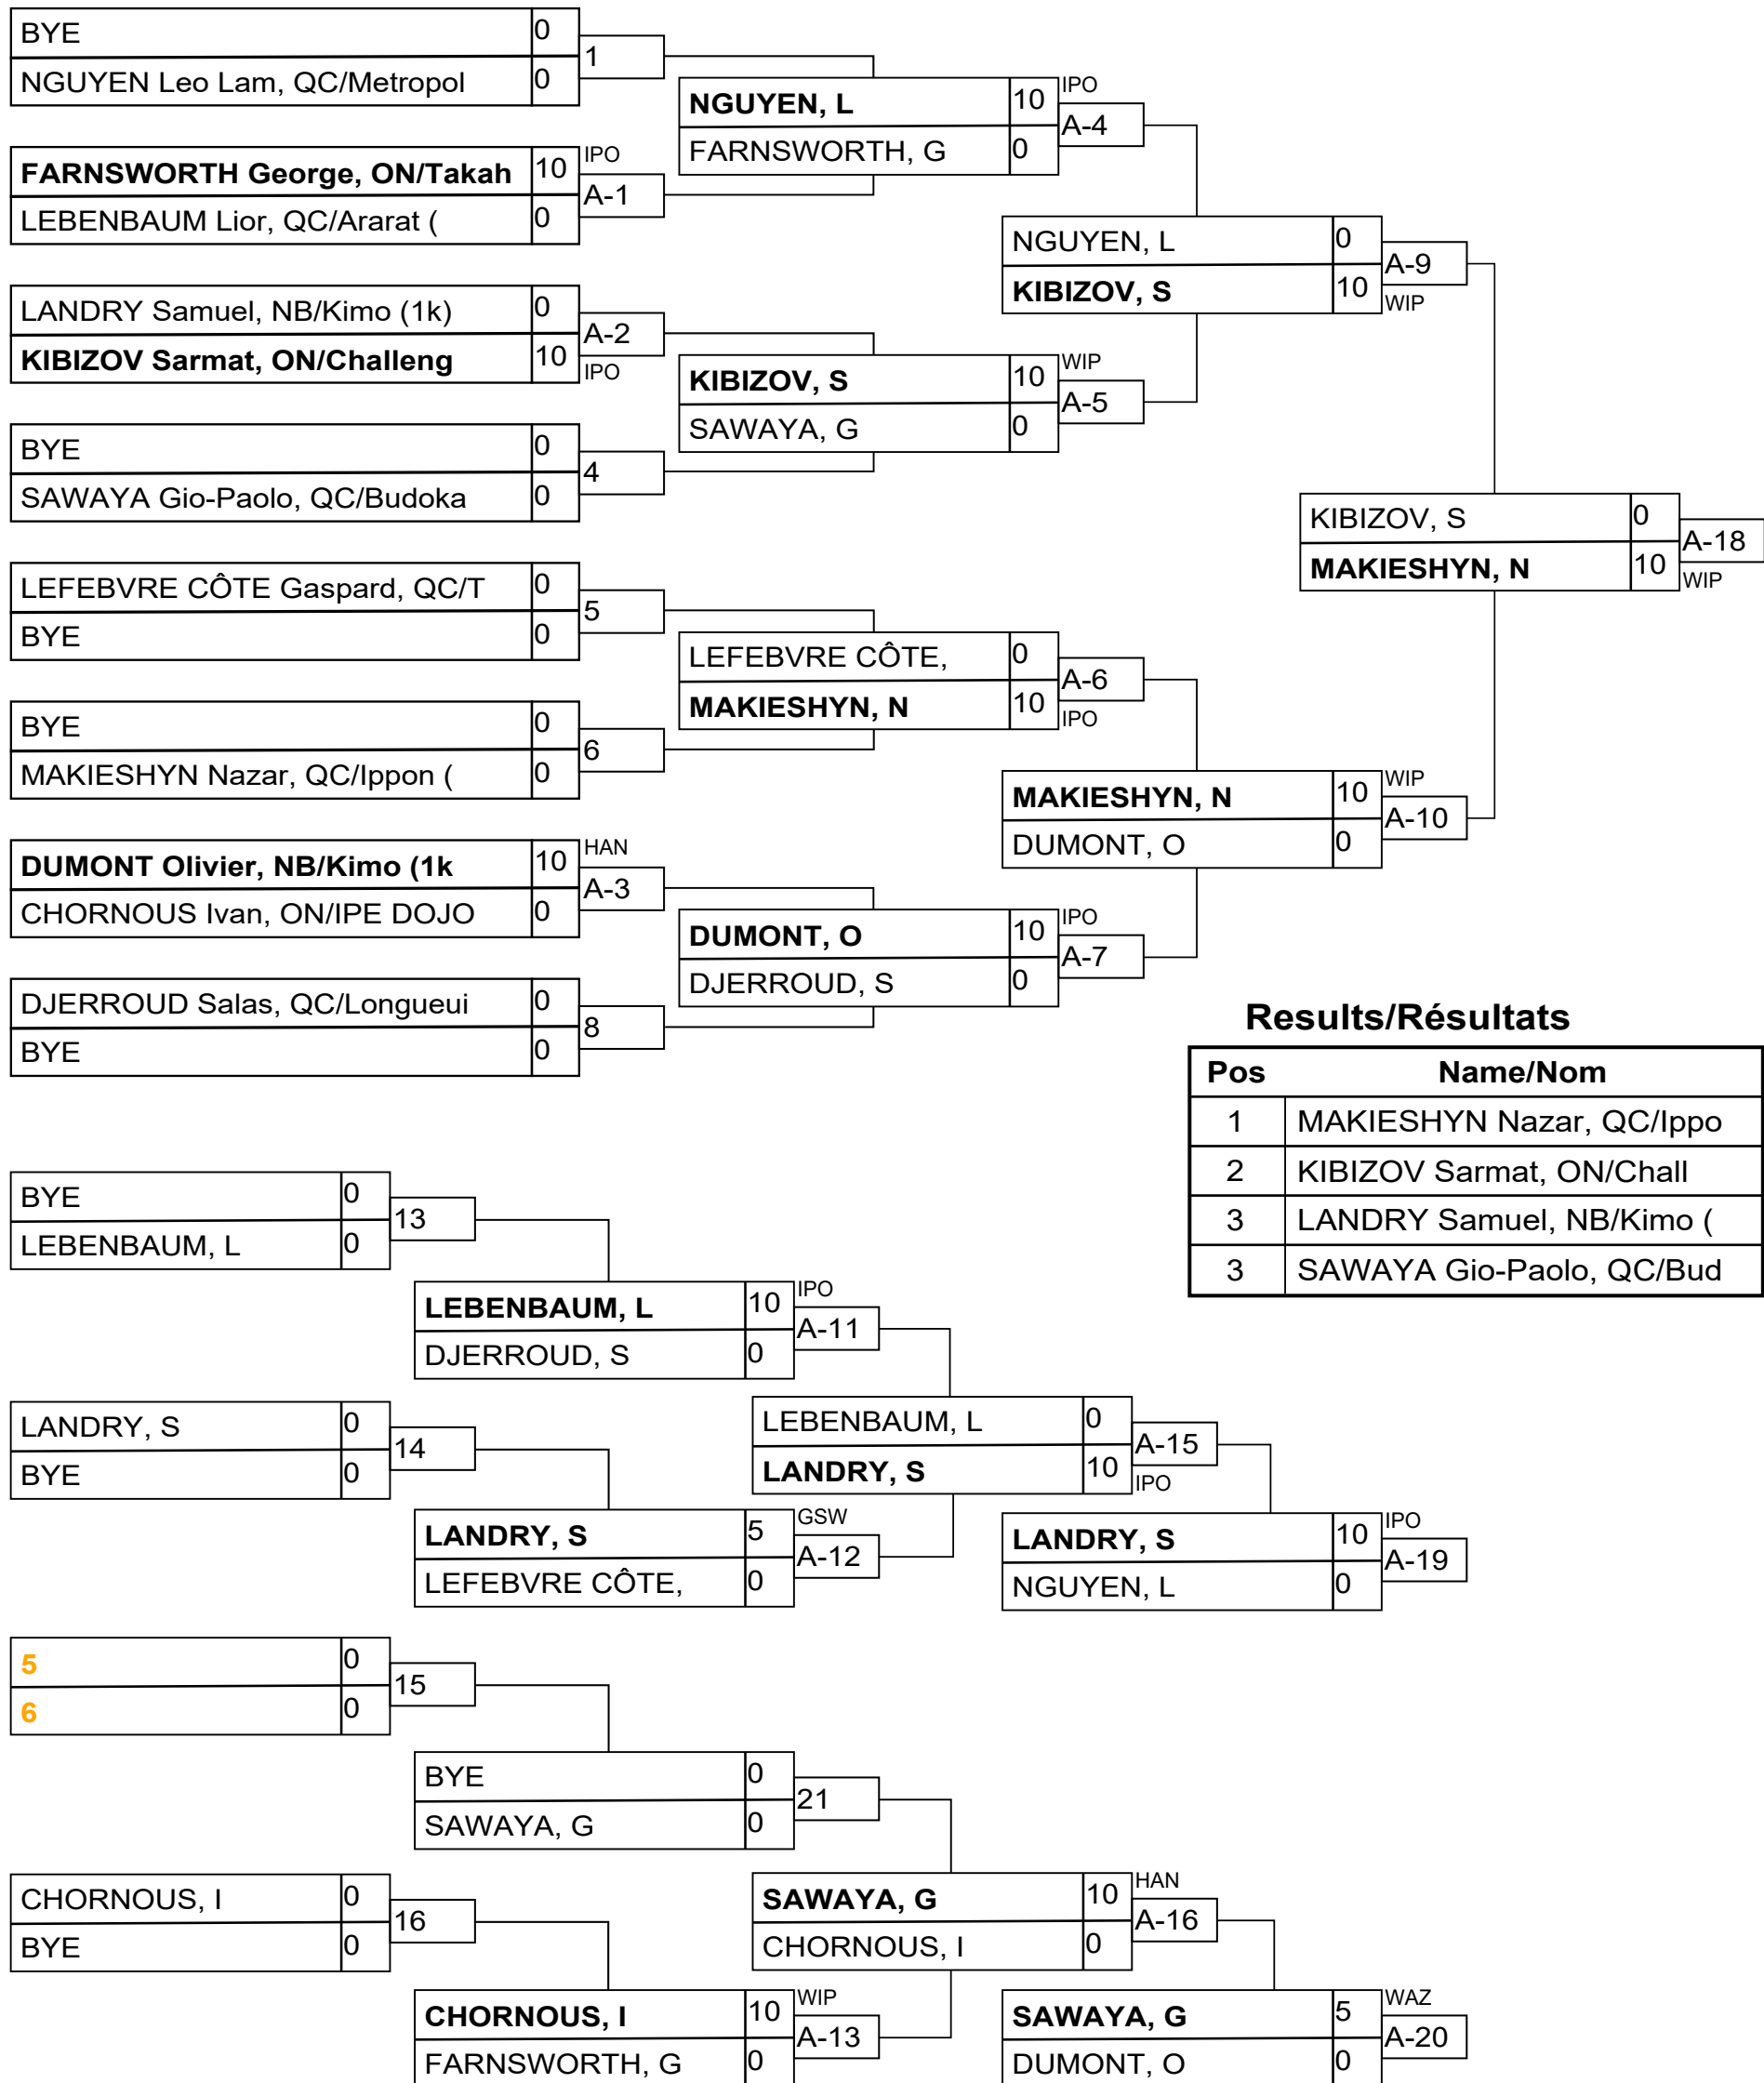 BYE 0
1
NGUYEN Leo Lam, QC/Metropol 0
NGUYEN, L 10 IPO
A-4
FARNSWORTH, G 0
FARNSWORTH George, ON/Takah 10 IPO
A-1
LEBENBAUM Lior, QC/Ararat ( 0
NGUYEN, L 0
A-9
KIBIZOV, S 10 WIP
LANDRY Samuel, NB/Kimo (1k) 0
A-2
KIBIZOV Sarmat, ON/Challeng 10 IPO
KIBIZOV, S 10 WIP
A-5
SAWAYA, G 0
BYE 0
4
SAWAYA Gio-Paolo, QC/Budoka 0
KIBIZOV, S 0
A-18
MAKIESHYN, N 10 WIP
LEFEBVRE CÔTE Gaspard, QC/T 0
5
BYE 0
LEFEBVRE CÔTE, 0
A-6
MAKIESHYN, N 10 IPO
BYE 0
6
MAKIESHYN Nazar, QC/Ippon ( 0
MAKIESHYN, N 10 WIP
A-10
DUMONT, O 0
DUMONT Olivier, NB/Kimo (1k 10 HAN
A-3
CHORNOUS Ivan, ON/IPE DOJO 0
DUMONT, O 10 IPO
A-7
DJERROUD, S 0
DJERROUD Salas, QC/Longueui 0
8
BYE 0
Results/Résultats
Pos Name/Nom
1 MAKIESHYN Nazar, QC/Ippo
2 KIBIZOV Sarmat, ON/Chall
3 LANDRY Samuel, NB/Kimo (
3 SAWAYA Gio-Paolo, QC/Bud
BYE 0
13
LEBENBAUM, L 0
LEBENBAUM, L 10 IPO
A-11
DJERROUD, S 0
LANDRY, S 0
14
BYE 0
LEBENBAUM, L 0
A-15
LANDRY, S 10 IPO
LANDRY, S 5 GSW
A-12
LEFEBVRE CÔTE, 0
LANDRY, S 10 IPO
A-19
NGUYEN, L 0
5 0
15
6 0
BYE 0
21
SAWAYA, G 0
CHORNOUS, I 0
16
BYE 0
SAWAYA, G 10 HAN
A-16
CHORNOUS, I 0
CHORNOUS, I 10 WIP
A-13
FARNSWORTH, G 0
SAWAYA, G 5 WAZ
A-20
DUMONT, O 0